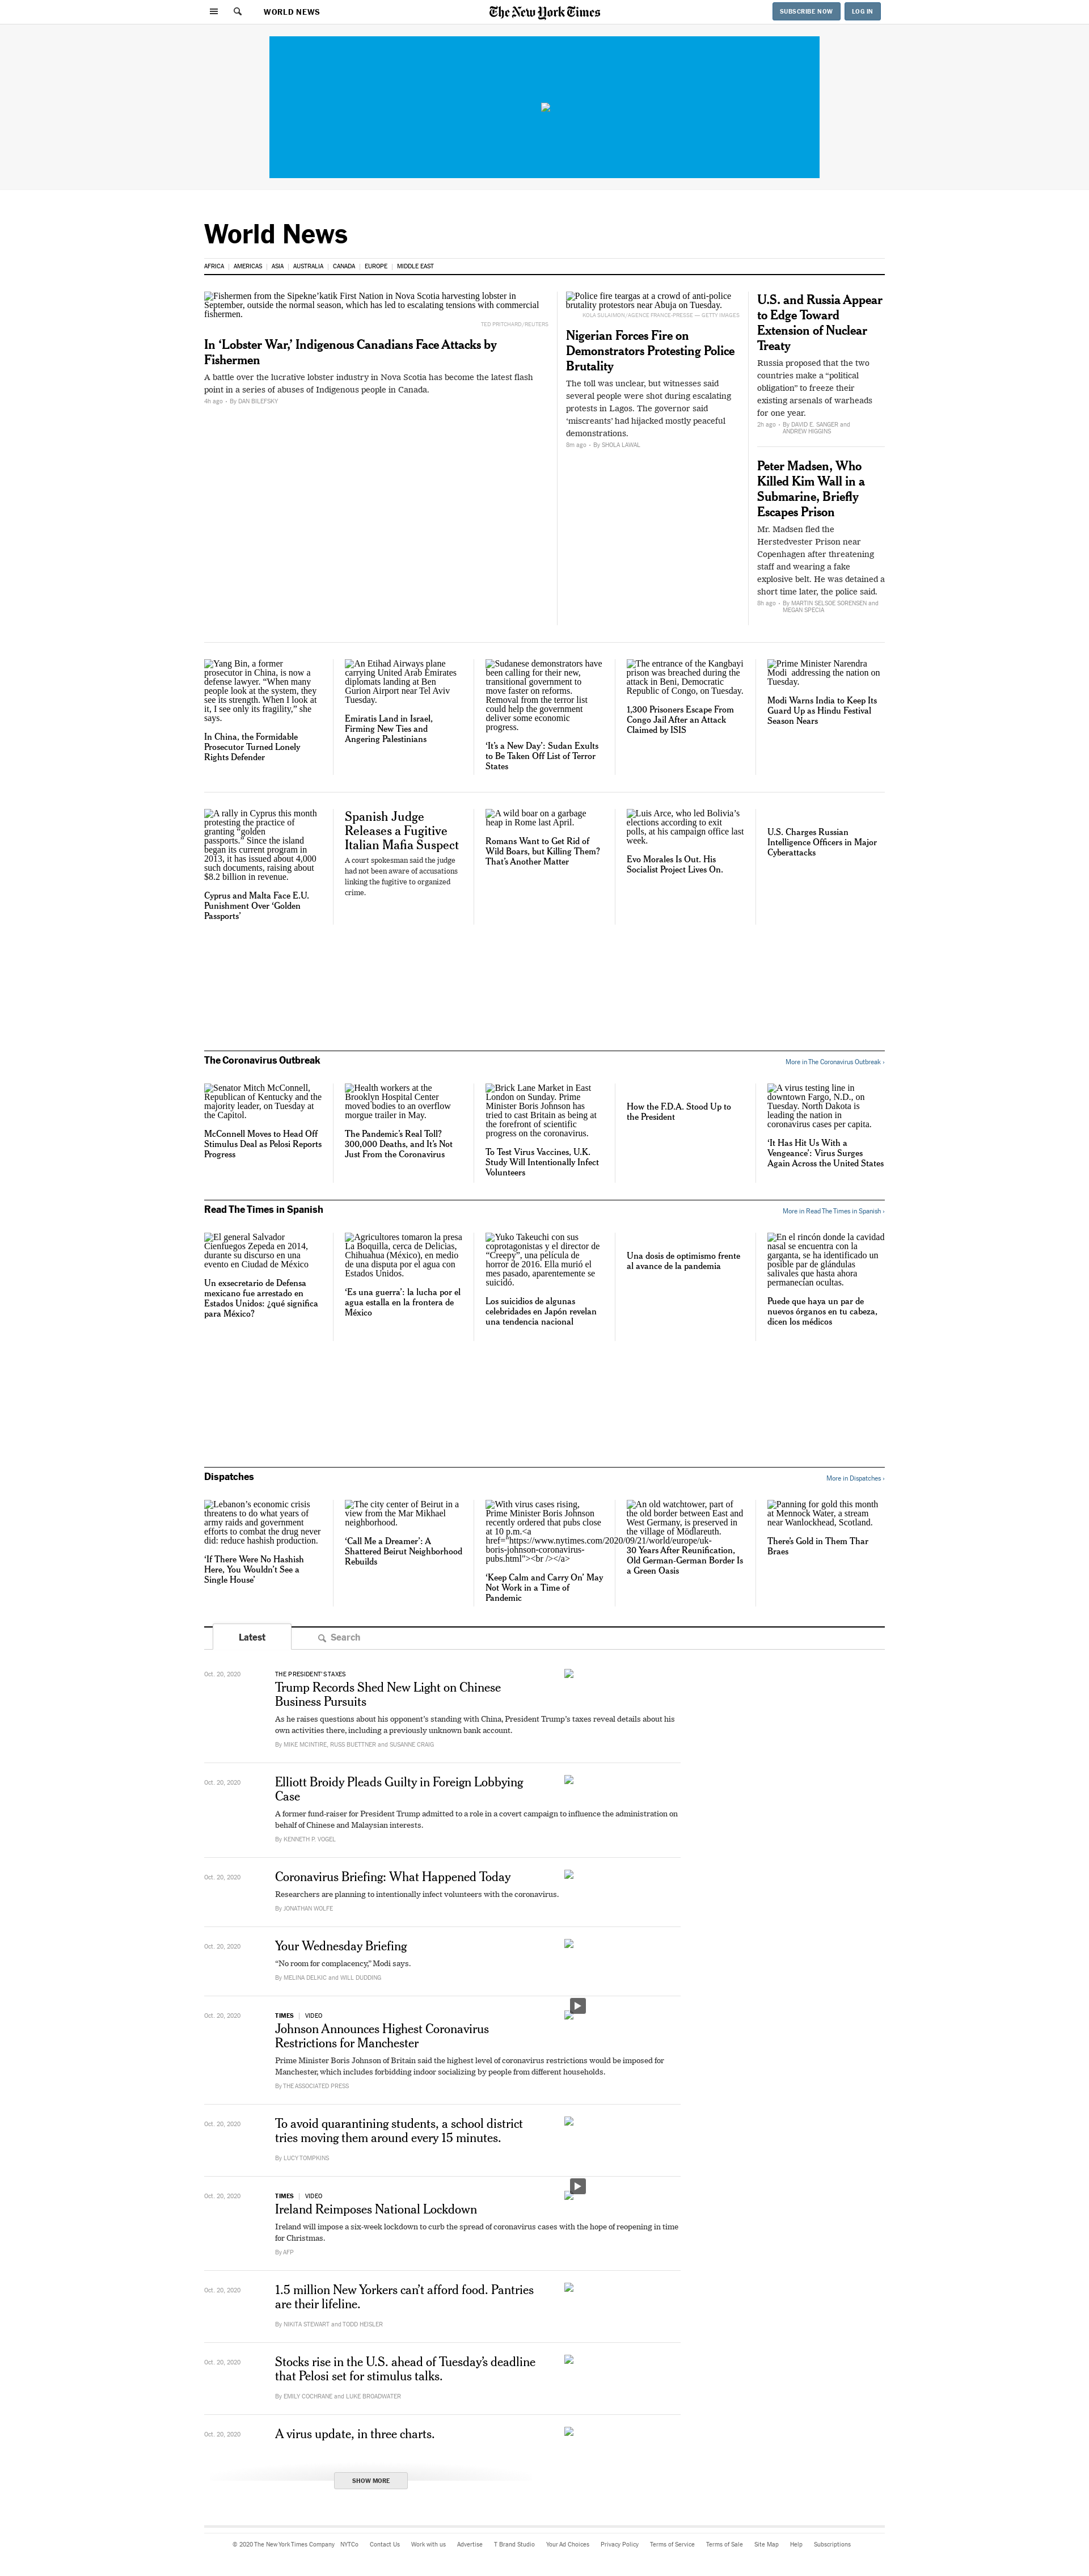 WORLD NEWS
The New York Times
SUBSCRIBE NOW
LOG IN
World News
AFRICA
AMERICAS
ASIA
AUSTRALIA
CANADA
EUROPE
MIDDLE EAST
Fishermen from the Sipekne’katik First Nation in Nova Scotia harvesting lobster in
September, outside the normal season, which has led to escalating tensions with commercial
fishermen.
TED PRITCHARD/REUTERS
In ‘Lobster War,’ Indigenous Canadians Face Attacks by
Fishermen
A battle over the lucrative lobster industry in Nova Scotia has become the latest flash
point in a series of abuses of Indigenous people in Canada.
4h ago - By DAN BILEFSKY
Police fire teargas at a crowd of anti-police
brutality protestors near Abuja on Tuesday.
KOLA SULAIMON/AGENCE FRANCE-PRESSE — GETTY IMAGES
Nigerian Forces Fire on
Demonstrators Protesting Police
Brutality
The toll was unclear, but witnesses said
several people were shot during escalating
protests in Lagos. The governor said
‘miscreants’ had hijacked mostly peaceful
demonstrations.
8m ago - By SHOLA LAWAL
U.S. and Russia Appear
to Edge Toward
Extension of Nuclear
Treaty
Russia proposed that the two
countries make a “political
obligation” to freeze their
existing arsenals of warheads
for one year.
2h ago - By DAVID E. SANGER and
ANDREW HIGGINS
Peter Madsen, Who
Killed Kim Wall in a
Submarine, Briefly
Escapes Prison
Mr. Madsen fled the
Herstedvester Prison near
Copenhagen after threatening
staff and wearing a fake
explosive belt. He was detained a
short time later, the police said.
8h ago - By MARTIN SELSOE SORENSEN and
MEGAN SPECIA
Yang Bin, a former
prosecutor in China, is now a
defense lawyer. “When many
people look at the system, they
see its strength. When I look at
it, I see only its fragility,” she
says.
In China, the Formidable
Prosecutor Turned Lonely
Rights Defender
An Etihad Airways plane
carrying United Arab Emirates
diplomats landing at Ben
Gurion Airport near Tel Aviv
Tuesday.
Emiratis Land in Israel,
Firming New Ties and
Angering Palestinians
Sudanese demonstrators have
been calling for their new,
transitional government to
move faster on reforms.
Removal from the terror list
could help the government
deliver some economic
progress.
‘It’s a New Day’: Sudan Exults
to Be Taken Off List of Terror
States
The entrance of the Kangbayi
prison was breached during the
attack in Beni, Democratic
Republic of Congo, on Tuesday.
1,300 Prisoners Escape From
Congo Jail After an Attack
Claimed by ISIS
Prime Minister Narendra
Modi addressing the nation on
Tuesday.
Modi Warns India to Keep Its
Guard Up as Hindu Festival
Season Nears
A rally in Cyprus this month
protesting the practice of
granting “golden
passports.” Since the island
began its current program in
2013, it has issued about 4,000
such documents, raising about
$8.2 billion in revenue.
Cyprus and Malta Face E.U.
Punishment Over ‘Golden
Passports’
Spanish Judge
Releases a Fugitive
Italian Mafia Suspect
A court spokesman said the judge
had not been aware of accusations
linking the fugitive to organized
crime.
A wild boar on a garbage
heap in Rome last April.
Romans Want to Get Rid of
Wild Boars, but Killing Them?
That’s Another Matter
Luis Arce, who led Bolivia’s
elections according to exit
polls, at his campaign office last
week.
Evo Morales Is Out. His
Socialist Project Lives On.
U.S. Charges Russian
Intelligence Officers in Major
Cyberattacks
The Coronavirus Outbreak
More in The Coronavirus Outbreak ›
Senator Mitch McConnell,
Republican of Kentucky and the
majority leader, on Tuesday at
the Capitol.
McConnell Moves to Head Off
Stimulus Deal as Pelosi Reports
Progress
Health workers at the
Brooklyn Hospital Center
moved bodies to an overflow
morgue trailer in May.
The Pandemic’s Real Toll?
300,000 Deaths, and It’s Not
Just From the Coronavirus
Brick Lane Market in East
London on Sunday. Prime
Minister Boris Johnson has
tried to cast Britain as being at
the forefront of scientific
progress on the coronavirus.
To Test Virus Vaccines, U.K.
Study Will Intentionally Infect
Volunteers
How the F.D.A. Stood Up to
the President
A virus testing line in
downtown Fargo, N.D., on
Tuesday. North Dakota is
leading the nation in
coronavirus cases per capita.
‘It Has Hit Us With a
Vengeance’: Virus Surges
Again Across the United States
Read The Times in Spanish
More in Read The Times in Spanish ›
El general Salvador
Cienfuegos Zepeda en 2014,
durante su discurso en una
evento en Ciudad de México
Un exsecretario de Defensa
mexicano fue arrestado en
Estados Unidos: ¿qué significa
para México?
Agricultores tomaron la presa
La Boquilla, cerca de Delicias,
Chihuahua (México), en medio
de una disputa por el agua con
Estados Unidos.
‘Es una guerra’: la lucha por el
agua estalla en la frontera de
México
Yuko Takeuchi con sus
coprotagonistas y el director de
“Creepy”, una película de
horror de 2016. Ella murió el
mes pasado, aparentemente se
suicidó.
Los suicidios de algunas
celebridades en Japón revelan
una tendencia nacional
Una dosis de optimismo frente
al avance de la pandemia
En el rincón donde la cavidad
nasal se encuentra con la
garganta, se ha identificado un
posible par de glándulas
salivales que hasta ahora
permanecían ocultas.
Puede que haya un par de
nuevos órganos en tu cabeza,
dicen los médicos
Dispatches
More in Dispatches ›
Lebanon’s economic crisis
threatens to do what years of
army raids and government
efforts to combat the drug never
did: reduce hashish production.
‘If There Were No Hashish
Here, You Wouldn’t See a
Single House’
The city center of Beirut in a
view from the Mar Mikhael
neighborhood.
‘Call Me a Dreamer’: A
Shattered Beirut Neighborhood
Rebuilds
With virus cases rising,
Prime Minister Boris Johnson
recently ordered that pubs close
at 10 p.m.<a
href="https://www.nytimes.com/2020/09/21/world/europe/uk-
boris-johnson-coronavirus-
pubs.html"><br /></a>
‘Keep Calm and Carry On’ May
Not Work in a Time of
Pandemic
An old watchtower, part of
the old border between East and
West Germany, is preserved in
the village of Mödlareuth.
30 Years After Reunification,
Old German-German Border Is
a Green Oasis
Panning for gold this month
at Mennock Water, a stream
near Wanlockhead, Scotland.
There’s Gold in Them Thar
Braes
Latest
Search
Oct. 20, 2020
THE PRESIDENT’S TAXES
Trump Records Shed New Light on Chinese
Business Pursuits
As he raises questions about his opponent’s standing with China, President Trump’s taxes reveal details about his
own activities there, including a previously unknown bank account.
By MIKE MCINTIRE, RUSS BUETTNER and SUSANNE CRAIG
Oct. 20, 2020
Elliott Broidy Pleads Guilty in Foreign Lobbying
Case
A former fund-raiser for President Trump admitted to a role in a covert campaign to influence the administration on
behalf of Chinese and Malaysian interests.
By KENNETH P. VOGEL
Oct. 20, 2020
Coronavirus Briefing: What Happened Today
Researchers are planning to intentionally infect volunteers with the coronavirus.
By JONATHAN WOLFE
Oct. 20, 2020
Your Wednesday Briefing
“No room for complacency,” Modi says.
By MELINA DELKIC and WILL DUDDING
Oct. 20, 2020
TIMES | VIDEO
Johnson Announces Highest Coronavirus
Restrictions for Manchester
Prime Minister Boris Johnson of Britain said the highest level of coronavirus restrictions would be imposed for
Manchester, which includes forbidding indoor socializing by people from different households.
By THE ASSOCIATED PRESS
Oct. 20, 2020
To avoid quarantining students, a school district
tries moving them around every 15 minutes.
By LUCY TOMPKINS
Oct. 20, 2020
TIMES | VIDEO
Ireland Reimposes National Lockdown
Ireland will impose a six-week lockdown to curb the spread of coronavirus cases with the hope of reopening in time
for Christmas.
By AFP
Oct. 20, 2020
1.5 million New Yorkers can’t afford food. Pantries
are their lifeline.
By NIKITA STEWART and TODD HEISLER
Oct. 20, 2020
Stocks rise in the U.S. ahead of Tuesday’s deadline
that Pelosi set for stimulus talks.
By EMILY COCHRANE and LUKE BROADWATER
Oct. 20, 2020
A virus update, in three charts.
SHOW MORE
© 2020 The New York Times Company
NYTCo
Contact Us
Work with us
Advertise
T Brand Studio
Your Ad Choices
Privacy Policy
Terms of Service
Terms of Sale
Site Map
Help
Subscriptions